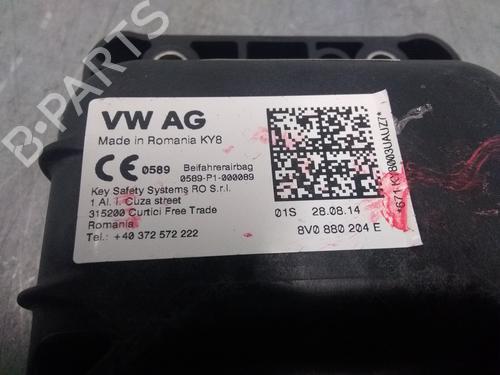 B-PARTS
VW AG
Made in Romania KY8
CE 0589
Beifahrerairbag
0589-P1-000089
Key Safety Systems RO S.r.l.
1 Al. I. Cuza street
315200 Curtici Free Trade
Romania
Tel.: +40 372 572 222
01S 28.08.14
8V0 880 204 E